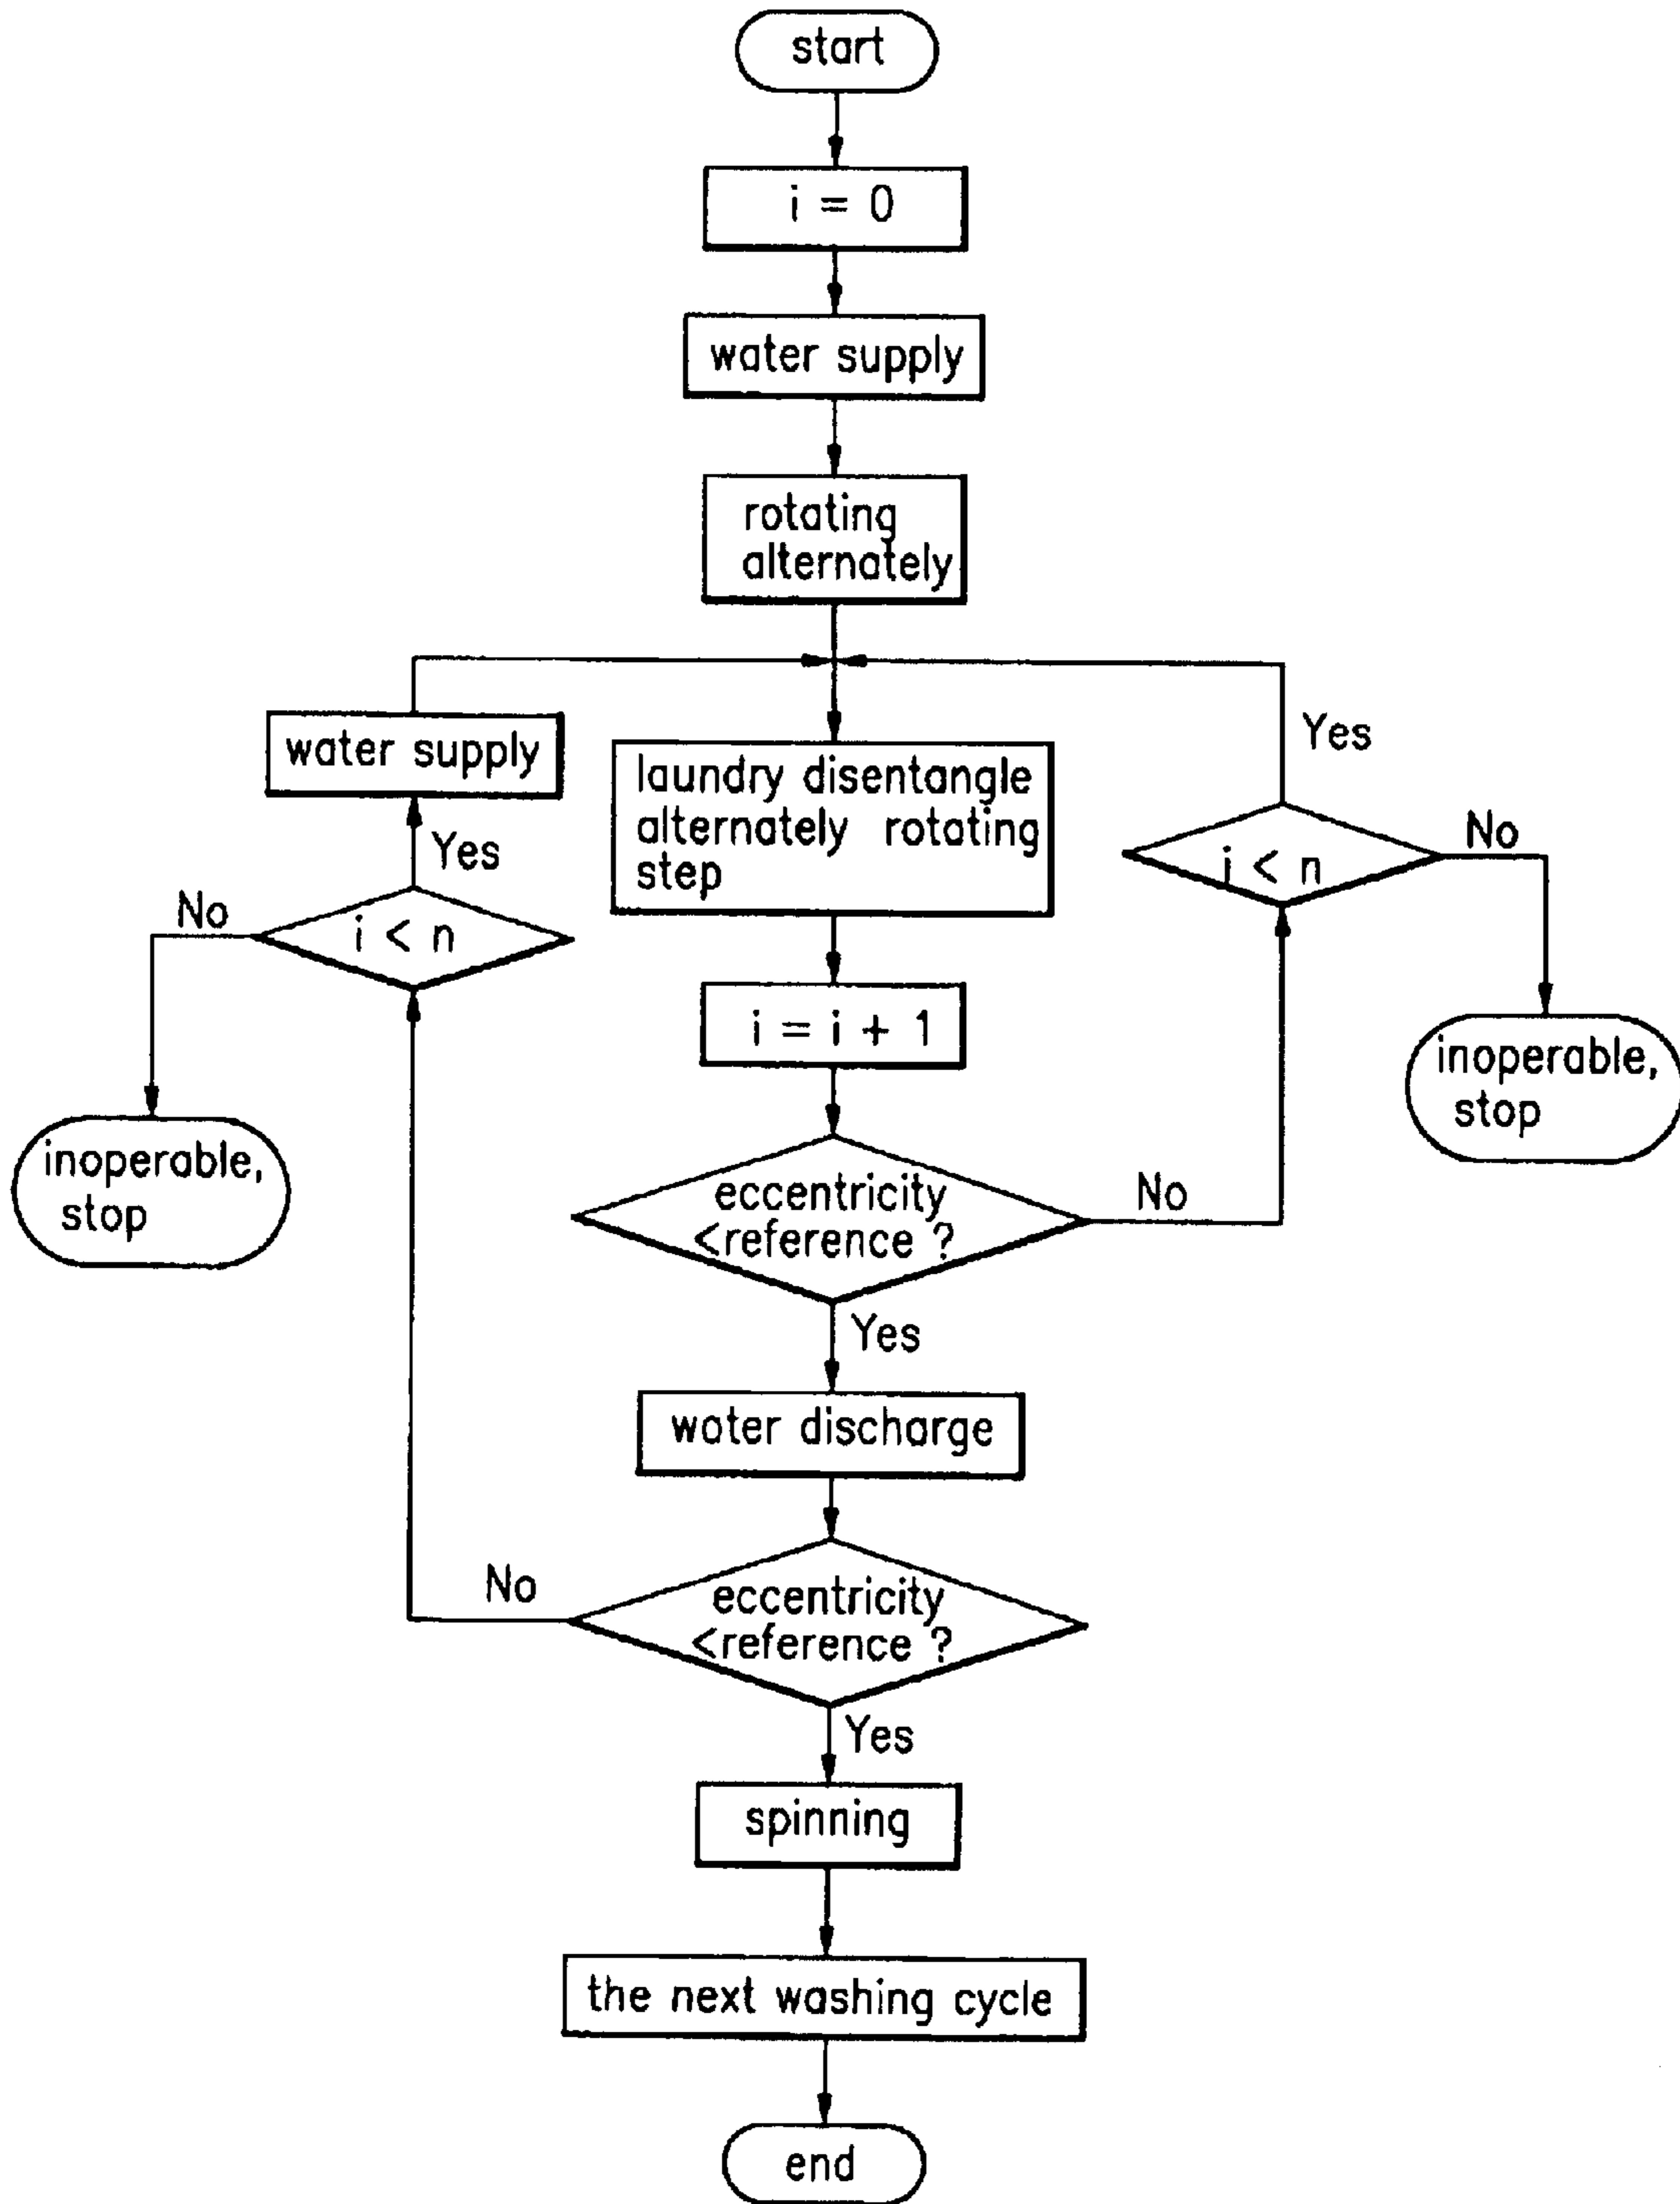 start
i = 0
water supply
rotating
alternately
water supply
Yes
laundry disentangle
alternately rotating
step
Yes
No
i < n
No
i < n
i = i + 1
inoperable,
stop
inoperable,
stop
eccentricity
<reference ?
No
Yes
water discharge
No
eccentricity
<reference ?
Yes
spinning
the next washing cycle
end